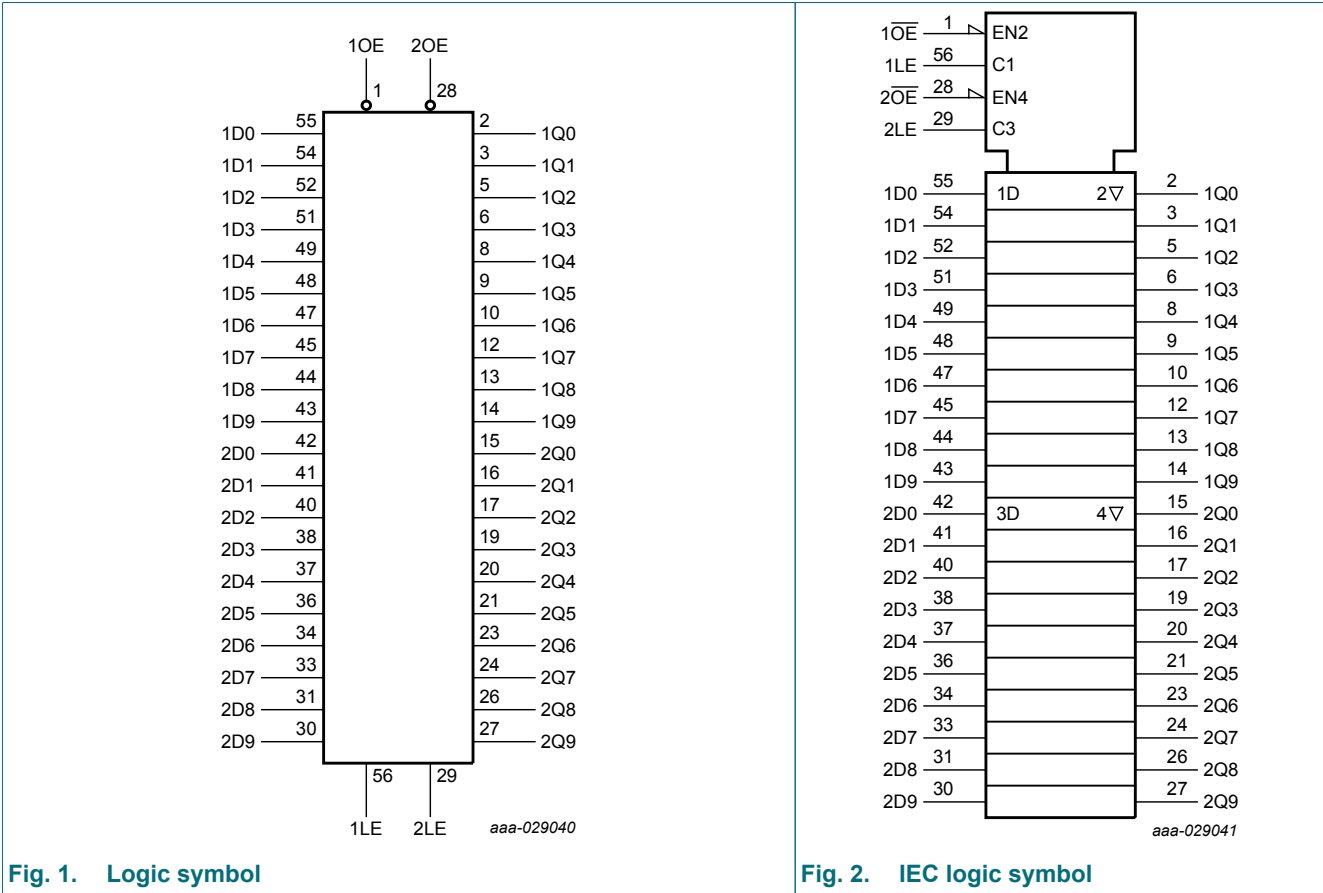 1OE 2OE
1 28
1D0 55 2 1Q0
1D1 54 3 1Q1
1D2 52 5 1Q2
1D3 51 6 1Q3
1D4 49 8 1Q4
1D5 48 9 1Q5
1D6 47 10 1Q6
1D7 45 12 1Q7
1D8 44 13 1Q8
1D9 43 14 1Q9
2D0 42 15 2Q0
2D1 41 16 2Q1
2D2 40 17 2Q2
2D3 38 19 2Q3
2D4 37 20 2Q4
2D5 36 21 2Q5
2D6 34 23 2Q6
2D7 33 24 2Q7
2D8 31 26 2Q8
2D9 30 27 2Q9
56 29
1LE 2LE aaa-029040
Fig. 1. Logic symbol
1O̅E̅ 1 EN2
1LE 56 C1
2O̅E̅ 28 EN4
2LE 29 C3
1D0 55 1D 2▽ 2 1Q0
1D1 54 3 1Q1
1D2 52 5 1Q2
1D3 51 6 1Q3
1D4 49 8 1Q4
1D5 48 9 1Q5
1D6 47 10 1Q6
1D7 45 12 1Q7
1D8 44 13 1Q8
1D9 43 14 1Q9
2D0 42 3D 4▽ 15 2Q0
2D1 41 16 2Q1
2D2 40 17 2Q2
2D3 38 19 2Q3
2D4 37 20 2Q4
2D5 36 21 2Q5
2D6 34 23 2Q6
2D7 33 24 2Q7
2D8 31 26 2Q8
2D9 30 27 2Q9
aaa-029041
Fig. 2. IEC logic symbol